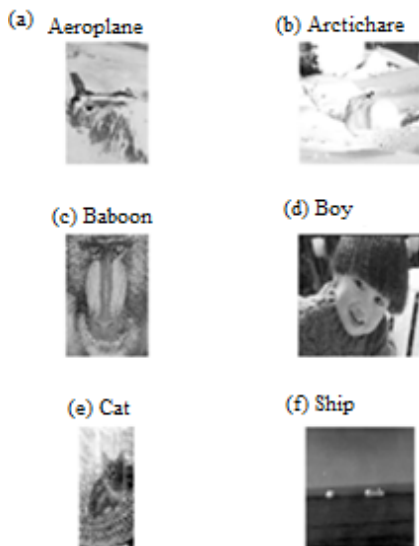 (a) Aeroplane
(b) Arctichare
(c) Baboon
(d) Boy
(e) Cat
(f) Ship